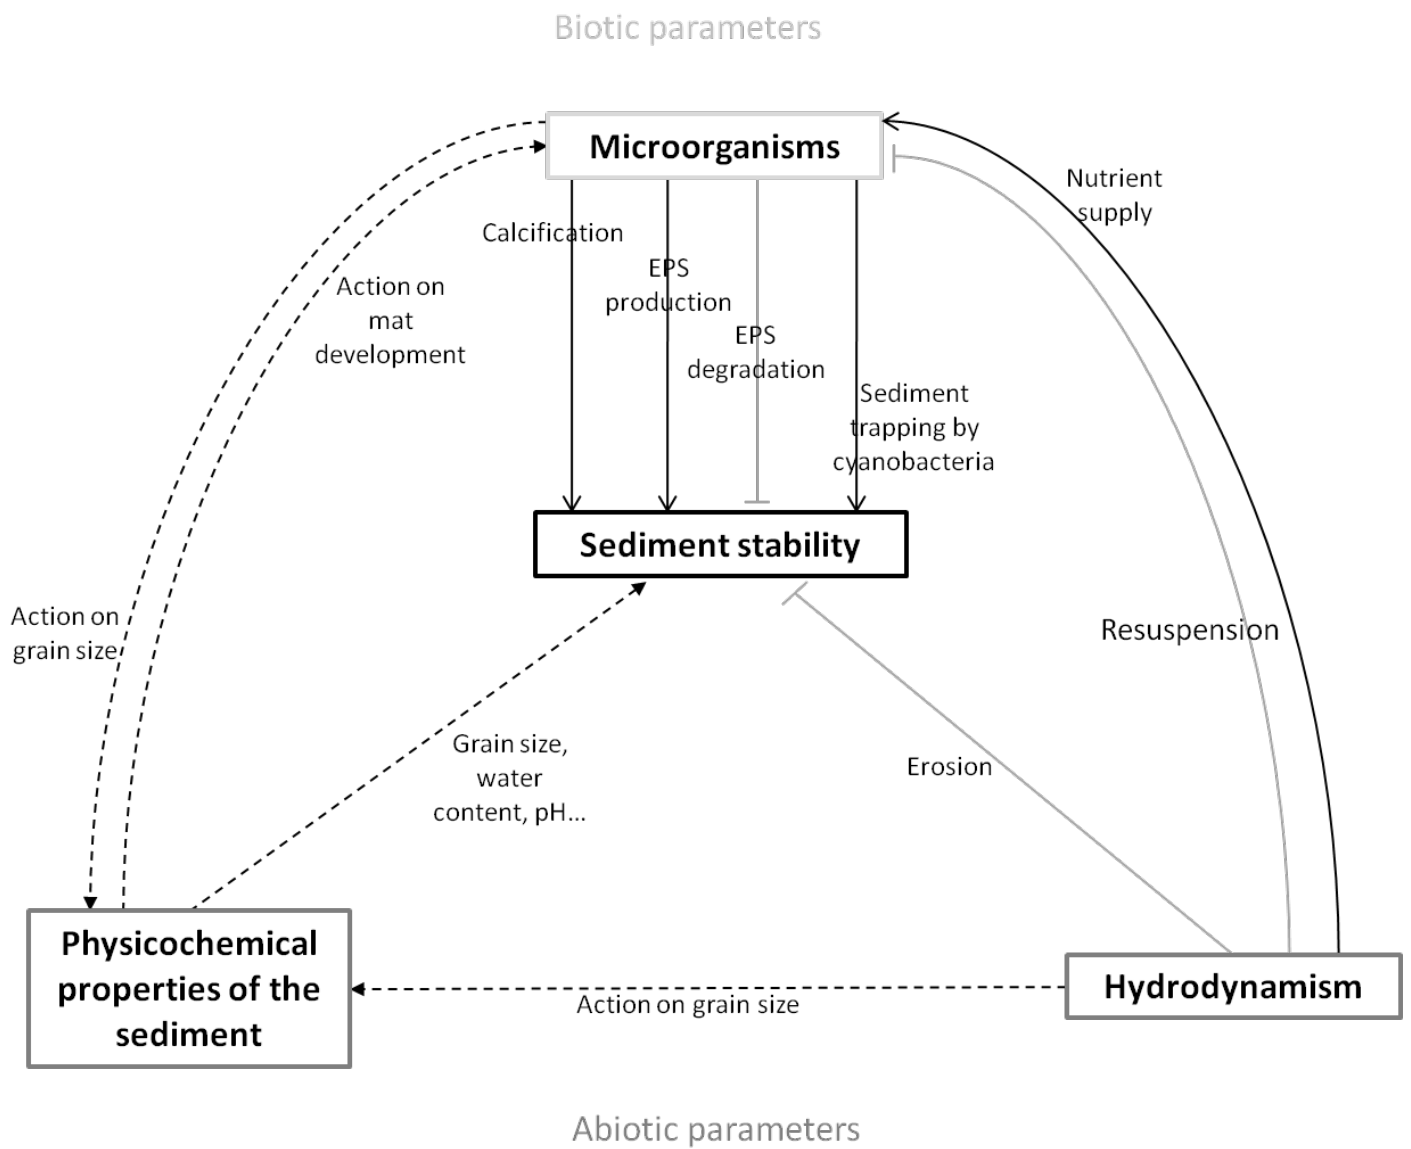 Biotic parameters
Microorganisms
Nutrient
supply
Calcification
EPS
production
Action on
mat
development
EPS
degradation
Sediment
trapping by
cyanobacteria
Sediment stability
Action on
grain size
Resuspension
Grain size,
water
content, pH...
Erosion
Physicochemical
properties of the
sediment
Action on grain size
Hydrodynamism
Abiotic parameters